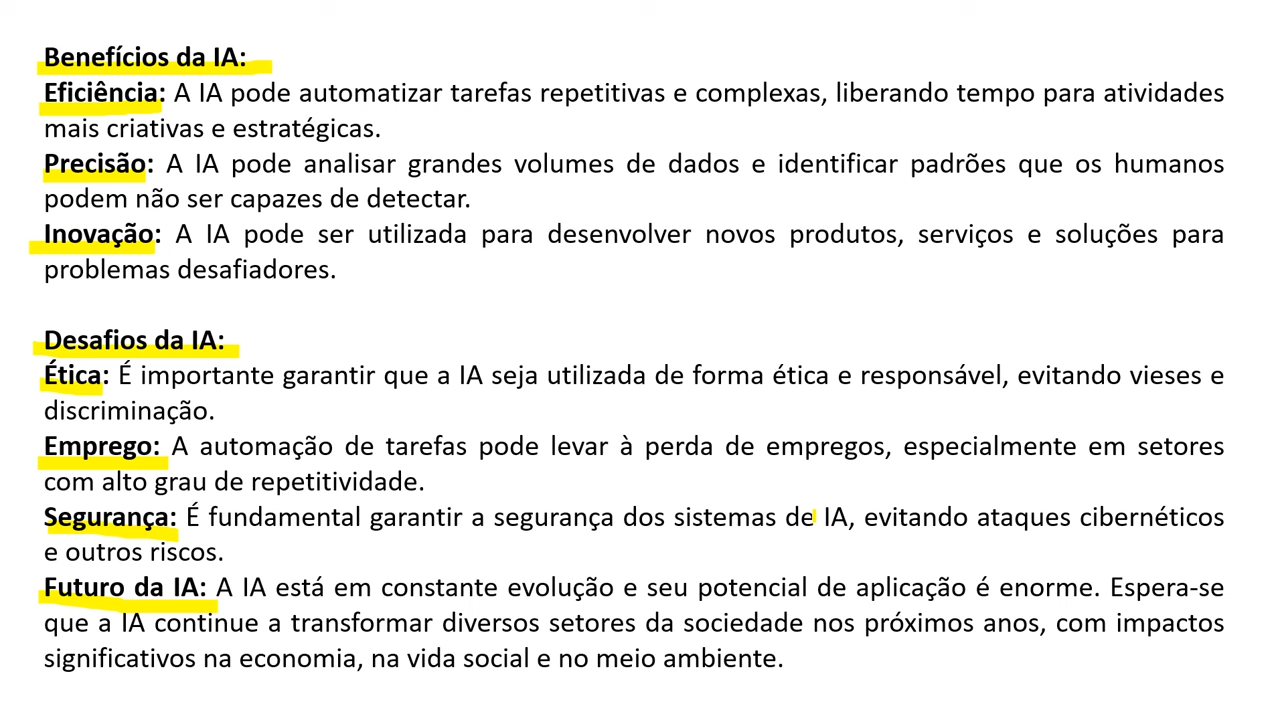 Benefícios da IA:
Eficiência: A IA pode automatizar tarefas repetitivas e complexas, liberando tempo para atividades
mais criativas e estratégicas.
Precisão: A IA pode analisar grandes volumes de dados e identificar padrões que os humanos
podem não ser capazes de detectar.
Inovação: A IA pode ser utilizada para desenvolver novos produtos, serviços e soluções para
problemas desafiadores.
Desafios da IA:
Ética: É importante garantir que a IA seja utilizada de forma ética e responsável, evitando vieses e
discriminação.
Emprego: A automação de tarefas pode levar à perda de empregos, especialmente em setores
com alto grau de repetitividade.
Segurança: É fundamental garantir a segurança dos sistemas de IA, evitando ataques cibernéticos
e outros riscos.
Futuro da IA: A IA está em constante evolução e seu potencial de aplicação é enorme. Espera-se
que a IA continue a transformar diversos setores da sociedade nos próximos anos, com impactos
significativos na economia, na vida social e no meio ambiente.